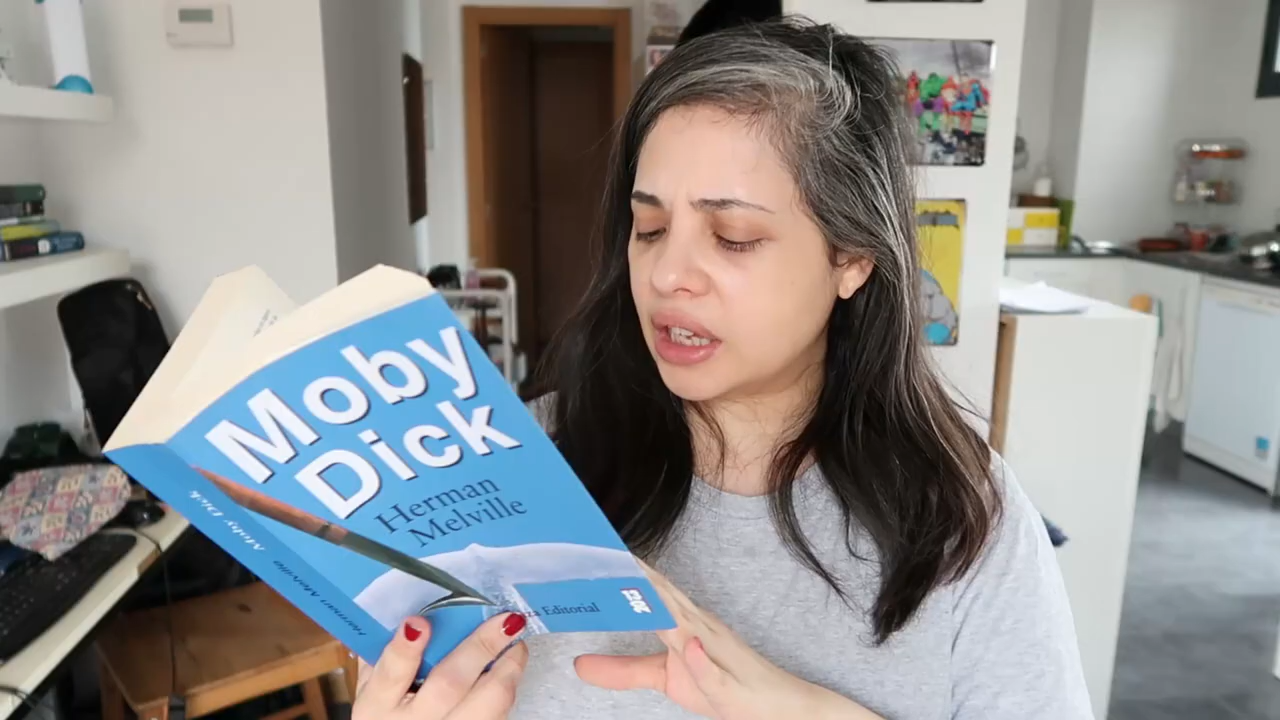 Moby
Dick
Herman
Melville
Editorial
Moby Dick
Herman Melville